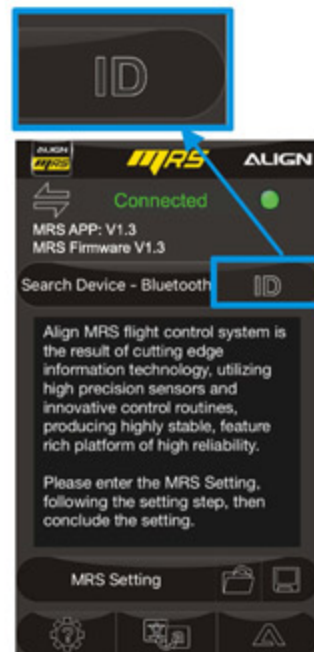 ID
ALIGN
MRS
MRS
ALIGN
Connected
MRS APP: V1.3
MRS Firmware V1.3
Search Device - Bluetooth
ID
Align MRS flight control system is
the result of cutting edge
information technology, utilizing
high precision sensors and
innovative control routines,
producing highly stable, feature
rich platform of high reliability.
Please enter the MRS Setting,
following the setting step, then
conclude the setting.
MRS Setting